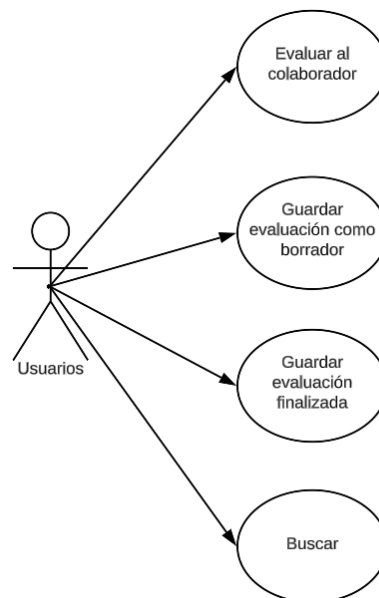 Evaluar al
colaborador
Guardar
evaluación como
borrador
Usuarios
Guardar
evaluación
finalizada
Buscar